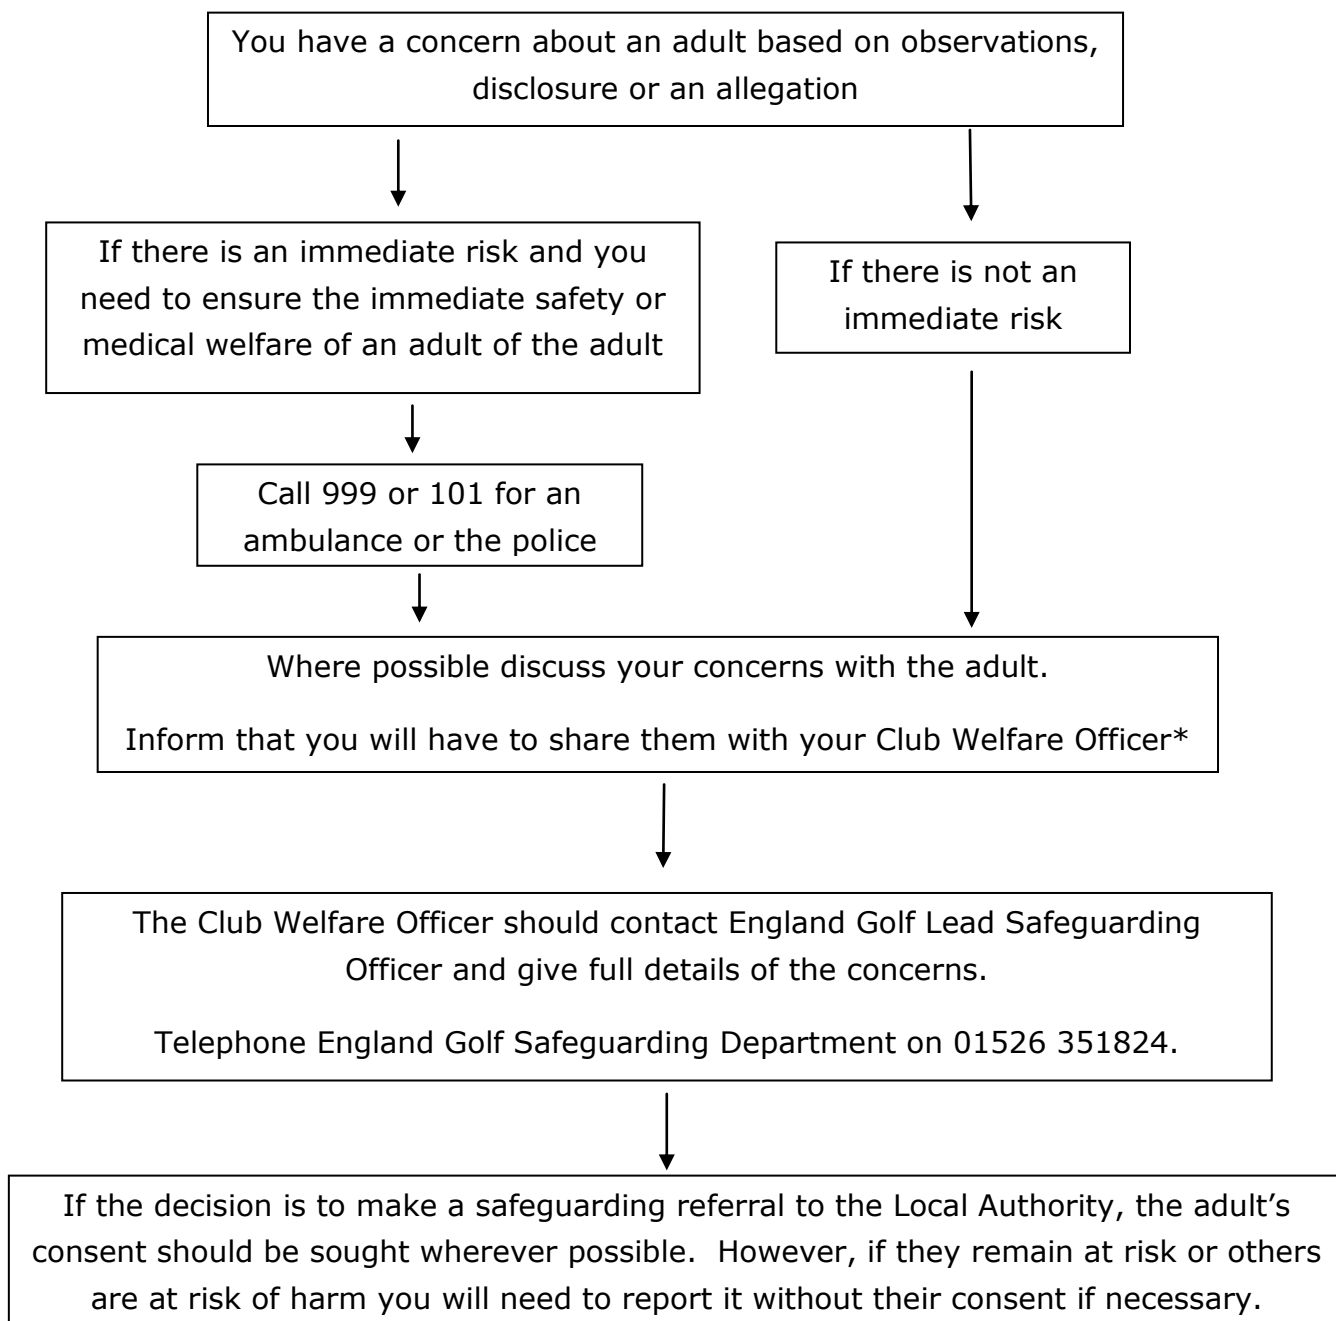 You have a concern about an adult based on observations,
disclosure or an allegation
If there is an immediate risk and you
need to ensure the immediate safety or
medical welfare of an adult of the adult
If there is not an
immediate risk
Call 999 or 101 for an
ambulance or the police
Where possible discuss your concerns with the adult.
Inform that you will have to share them with your Club Welfare Officer*
The Club Welfare Officer should contact England Golf Lead Safeguarding
Officer and give full details of the concerns.
Telephone England Golf Safeguarding Department on 01526 351824.
If the decision is to make a safeguarding referral to the Local Authority, the adult’s
consent should be sought wherever possible.  However, if they remain at risk or others
are at risk of harm you will need to report it without their consent if necessary.